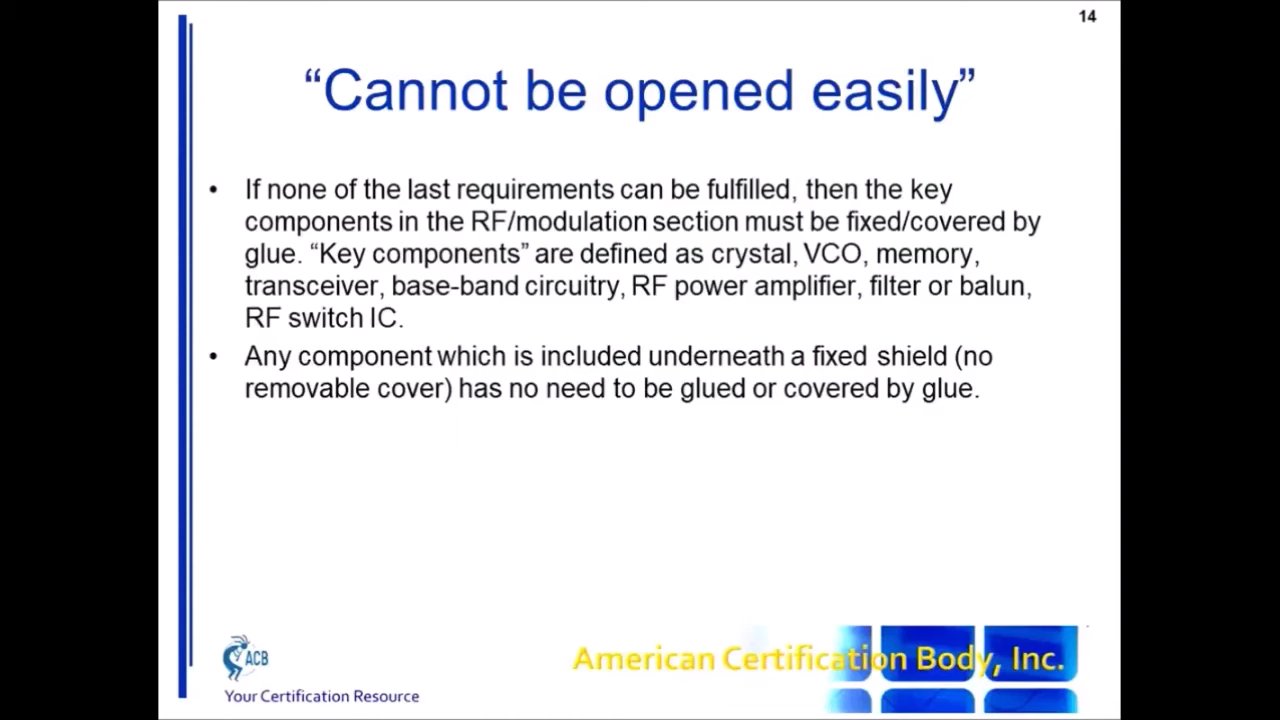 14
“Cannot be opened easily”
• If none of the last requirements can be fulfilled, then the key
components in the RF/modulation section must be fixed/covered by
glue. “Key components” are defined as crystal, VCO, memory,
transceiver, base-band circuitry, RF power amplifier, filter or balun,
RF switch IC.
• Any component which is included underneath a fixed shield (no
removable cover) has no need to be glued or covered by glue.
ACB
American Certification Body, Inc.
Your Certification Resource